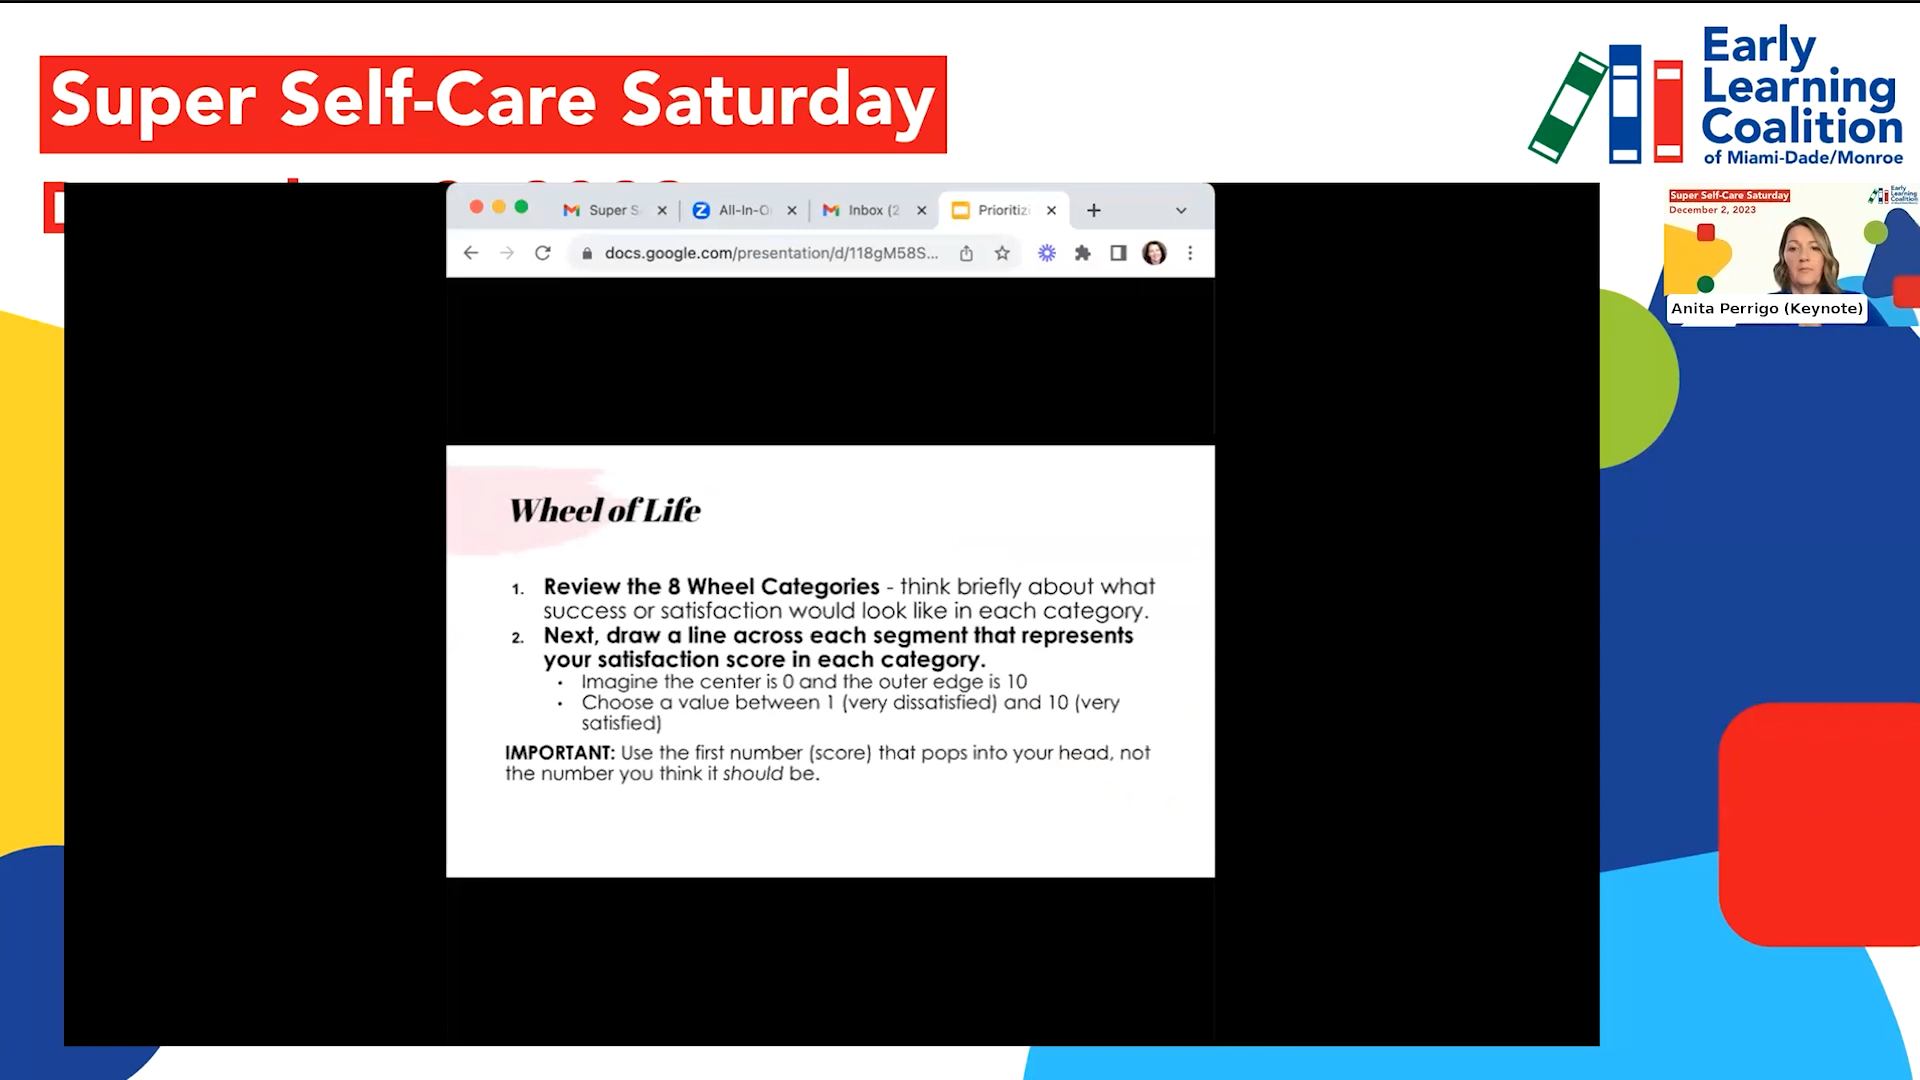 Super Self-Care Saturday
Early
Learning
Coalition
of Miami-Dade/Monroe
Super S
All-In-O
Inbox (2
Prioritizi
docs.google.com/presentation/d/118gM58S...
Super Self-Care Saturday
December 2, 2023
Early
Learning
Coalition
Anita Perrigo (Keynote)
Wheel of Life
1. Review the 8 Wheel Categories - think briefly about what
success or satisfaction would look like in each category.
2. Next, draw a line across each segment that represents
your satisfaction score in each category.
• Imagine the center is 0 and the outer edge is 10
• Choose a value between 1 (very dissatisfied) and 10 (very
satisfied)
IMPORTANT: Use the first number (score) that pops into your head, not
the number you think it should be.